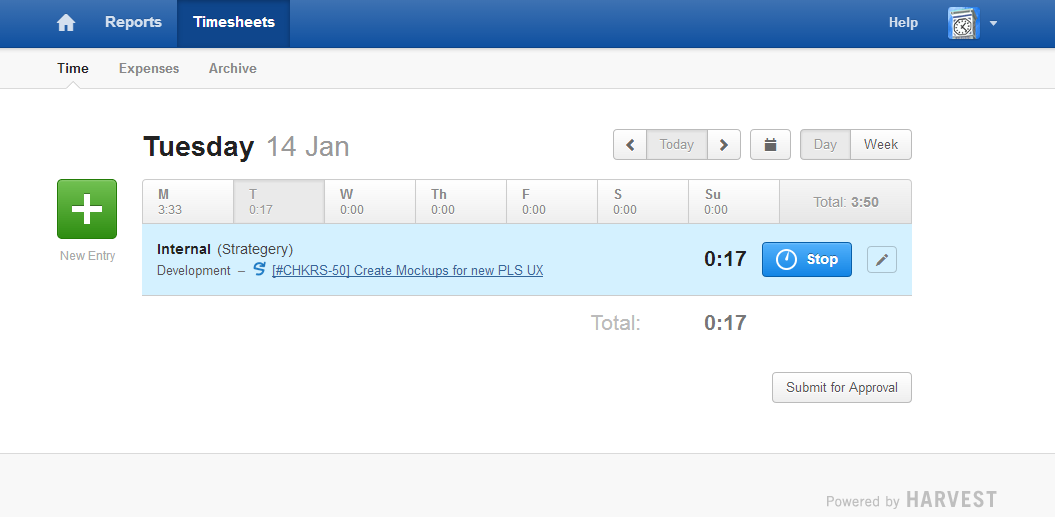 Reports Timesheets Help
Time Expenses Archive
Tuesday 14 Jan Today Day Week
M T W Th F S Su
3:33 0:17 0:00 0:00 0:00 0:00 0:00 Total: 3:50
New Entry
Internal (Strategery) 0:17 Stop
Development – [#CHKRS-50] Create Mockups for new PLS UX
Total: 0:17
Submit for Approval
Powered by HARVEST